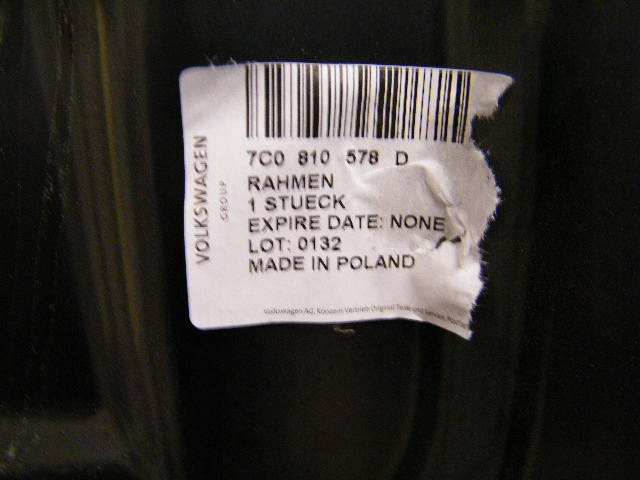 7C0 810 578 D
RAHMEN
1 STUECK
EXPIRE DATE: NONE
LOT: 0132
MADE IN POLAND
VOLKSWAGEN
GROUP
Volkswagen AG, Konzern Vertrieb Original Teile und Service,